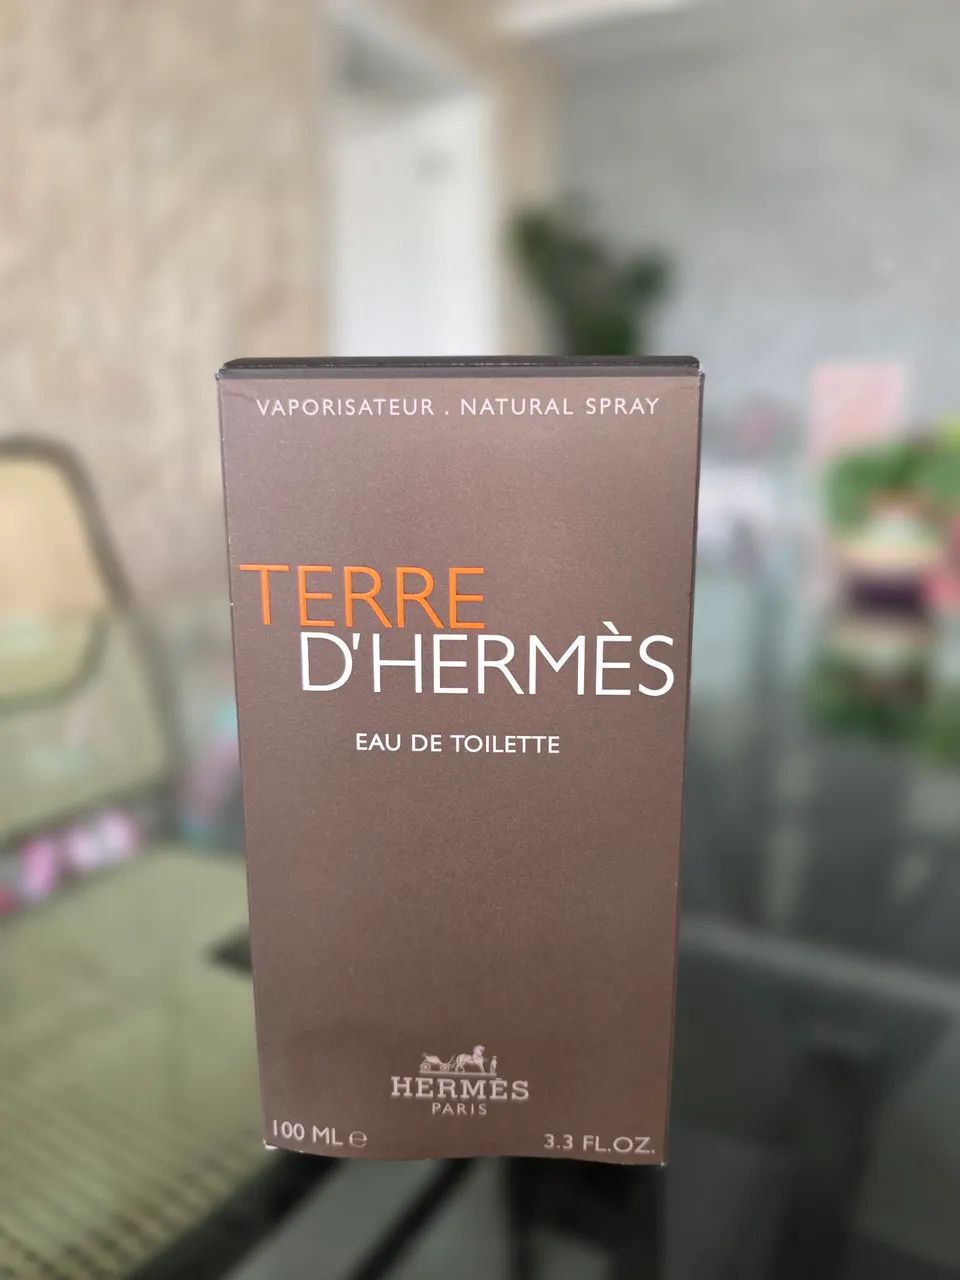 VAPORISATEUR . NATURAL SPRAY
TERRE
D'HERMÈS
EAU DE TOILETTE
HERMÈS
PARIS
100 ML ℮
3.3 FL.OZ.